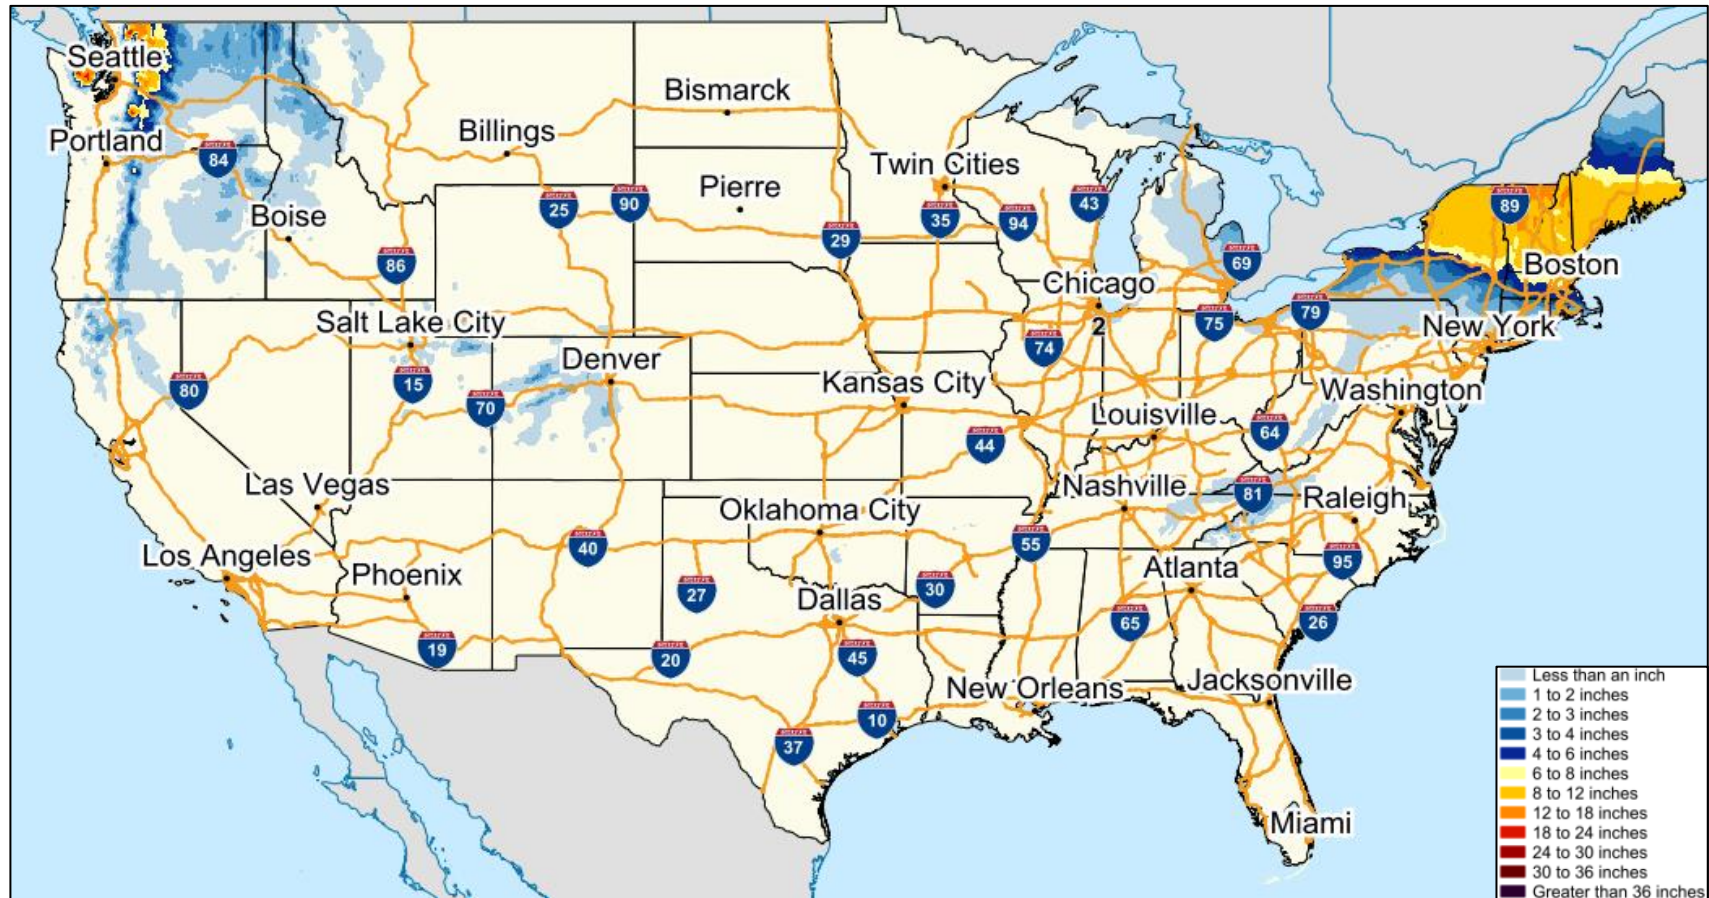 Seattle
Portland
84
Boise
86
Billings
25
90
Bismarck
Pierre
29
Twin Cities
35
94
43
69
89
Boston
Chicago
2
74
75
79
New York
Salt Lake City
15
80
70
Denver
Kansas City
44
Louisville
64
Washington
Las Vegas
Los Angeles
Phoenix
19
40
Oklahoma City
27
Dallas
30
20
45
Nashville
55
81
Raleigh
95
Atlanta
65
26
New Orleans
Jacksonville
10
37
Miami
Less than an inch
1 to 2 inches
2 to 3 inches
3 to 4 inches
4 to 6 inches
6 to 8 inches
8 to 12 inches
12 to 18 inches
18 to 24 inches
24 to 30 inches
30 to 36 inches
Greater than 36 inches